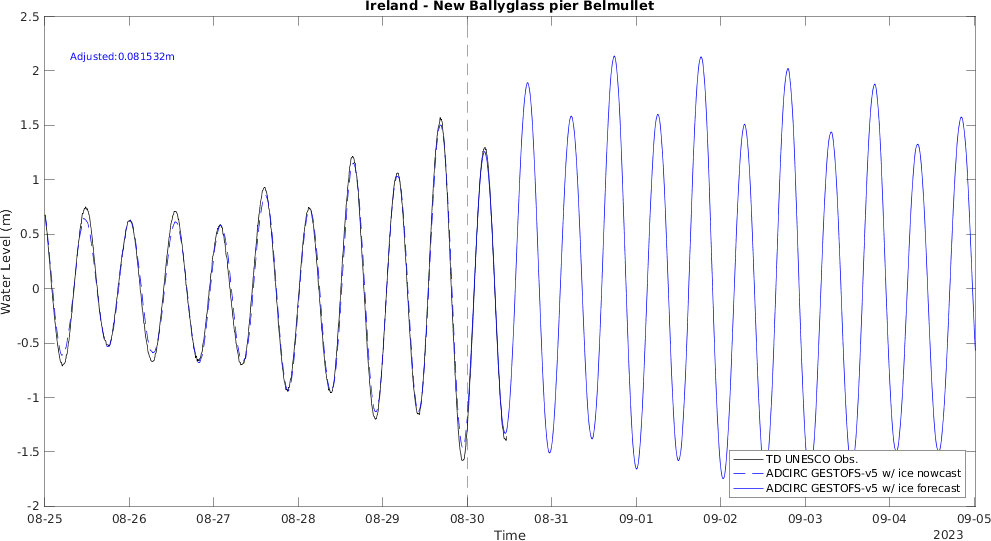 Ireland - New Ballyglass pier Belmullet
2.5
Adjusted:0.081532m
2
1.5
1
0.5
0
-0.5
-1
-1.5
-2
Water Level (m)
TD UNESCO Obs.
ADCIRC GESTOFS-v5 w/ ice nowcast
ADCIRC GESTOFS-v5 w/ ice forecast
08-25 08-26 08-27 08-28 08-29 08-30 08-31 09-01 09-02 09-03 09-04 09-05
Time
2023